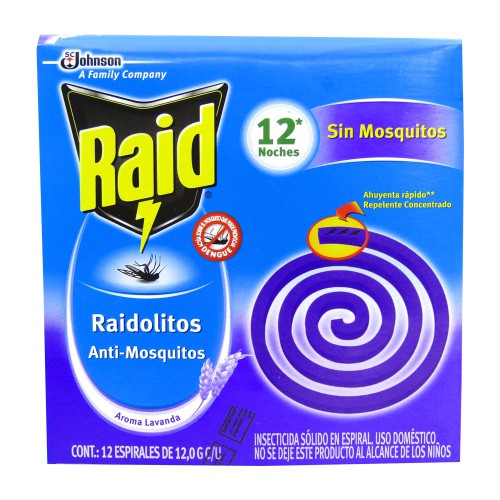 SC
Johnson
A Family Company
Raid
12*
Noches
Sin Mosquitos
Ahuyenta rápido**
Repelente Concentrado
DENGUE
Raidolitos
Anti-Mosquitos
Aroma Lavanda
CONT.: 12 ESPIRALES DE 12,0 G C/U
INSECTICIDA SÓLIDO EN ESPIRAL. USO DOMÉSTICO.
NO SE DEJE ESTE PRODUCTO AL ALCANCE DE LOS NIÑOS